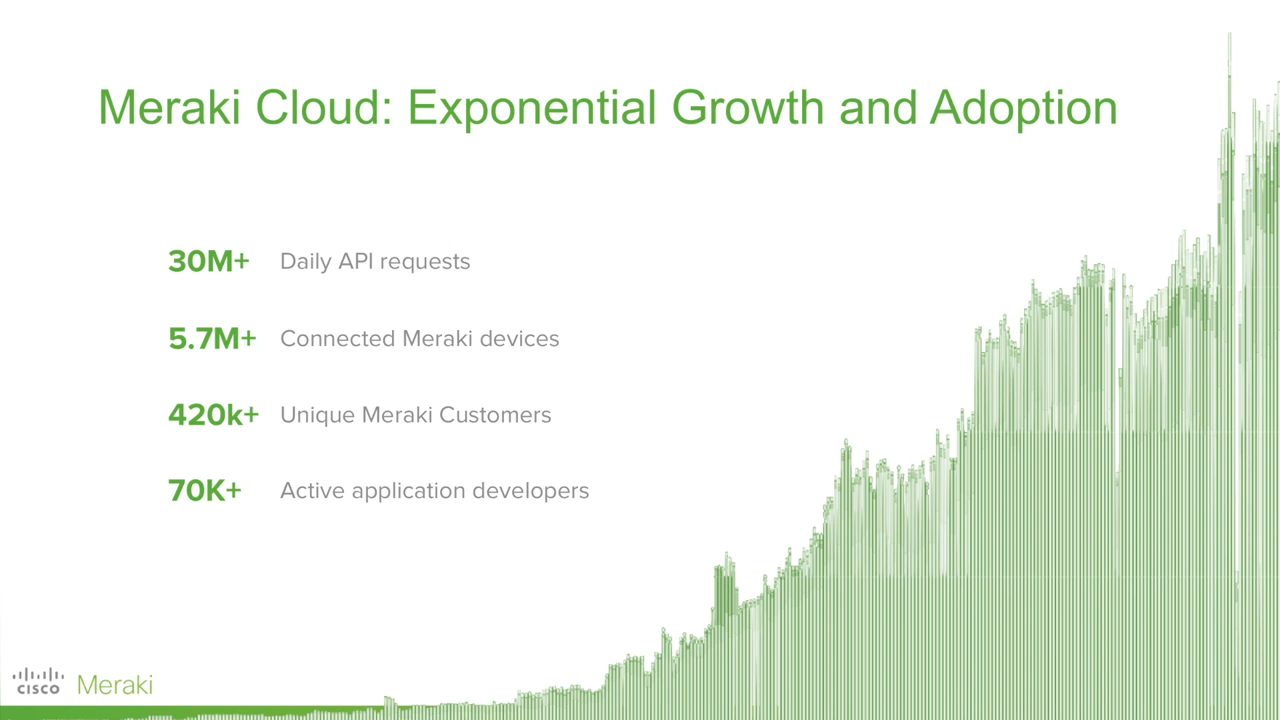 Meraki Cloud: Exponential Growth and Adoption
30M+ Daily API requests
5.7M+ Connected Meraki devices
420k+ Unique Meraki Customers
70K+ Active application developers
CISCO Meraki